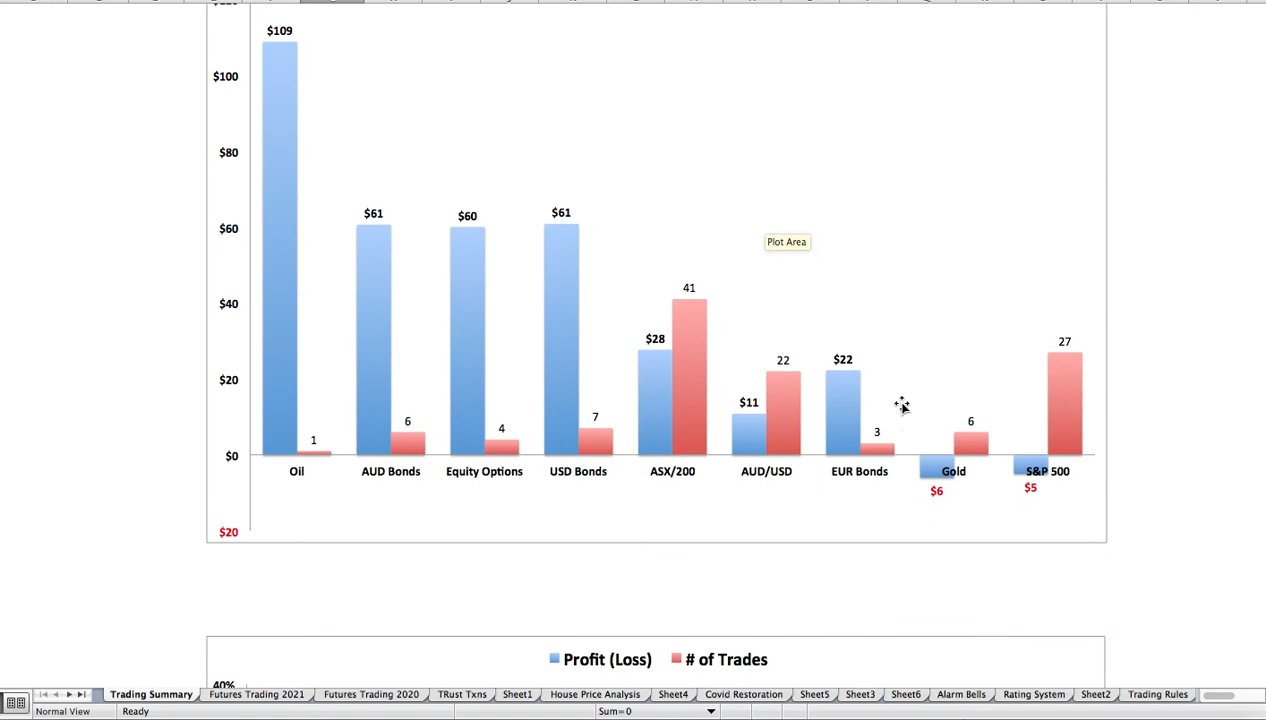 $109
$100
$80
$61 $60 $61
$60
Plot Area
41
$40
$28 22 $22 27
$20
$11
6 4 7 3 6
1
$0
Oil AUD Bonds Equity Options USD Bonds ASX/200 AUD/USD EUR Bonds Gold S&P 500
$6 $5
$20
Profit (Loss) # of Trades
40%
Trading Summary Futures Trading 2021 Futures Trading 2020 TRust Txns Sheet1 House Price Analysis Sheet4 Covid Restoration Sheet5 Sheet3 Sheet6 Alarm Bells Rating System Sheet2 Trading Rules
Normal View Ready Sum=0